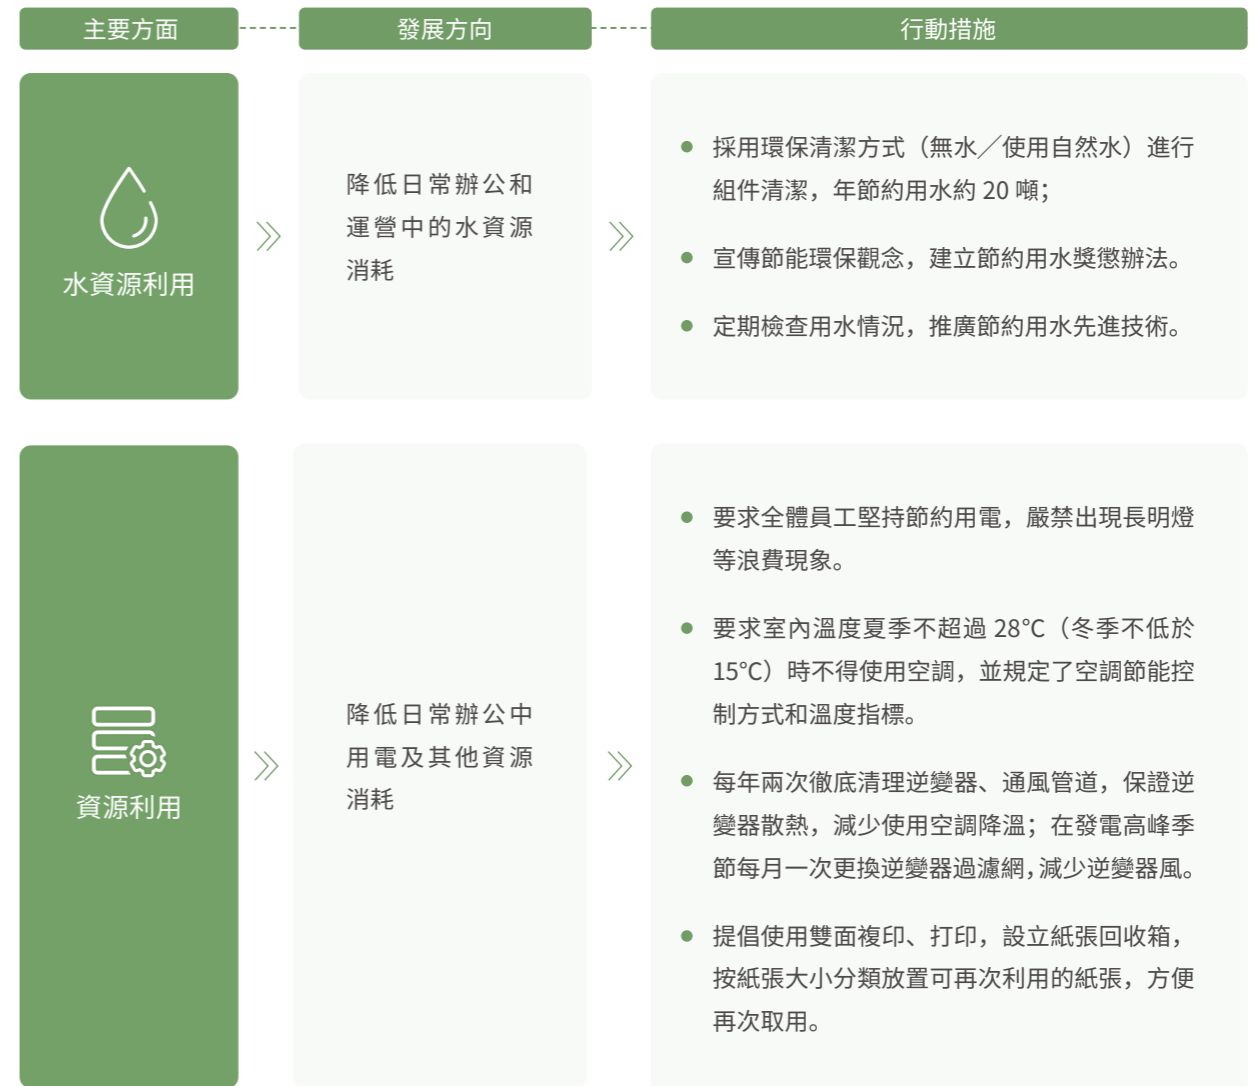 主要方面
發展方向
行動措施
水資源利用
降低日常辦公和
運營中的水資源
消耗
採用環保清潔方式（無水／使用自然水）進行
組件清潔，年節約用水約 20 噸；
宣傳節能環保觀念，建立節約用水獎懲辦法。
定期檢查用水情況，推廣節約用水先進技術。
資源利用
降低日常辦公中
用電及其他資源
消耗
要求全體員工堅持節約用電，嚴禁出現長明燈
等浪費現象。
要求室內溫度夏季不超過 28℃（冬季不低於
15℃）時不得使用空調，並規定了空調節能控
制方式和溫度指標。
每年兩次徹底清理逆變器、通風管道，保證逆
變器散熱，減少使用空調降溫；在發電高峰季
節每月一次更換逆變器過濾網，減少逆變器風。
提倡使用雙面複印、打印，設立紙張回收箱，
按紙張大小分類放置可再次利用的紙張，方便
再次取用。